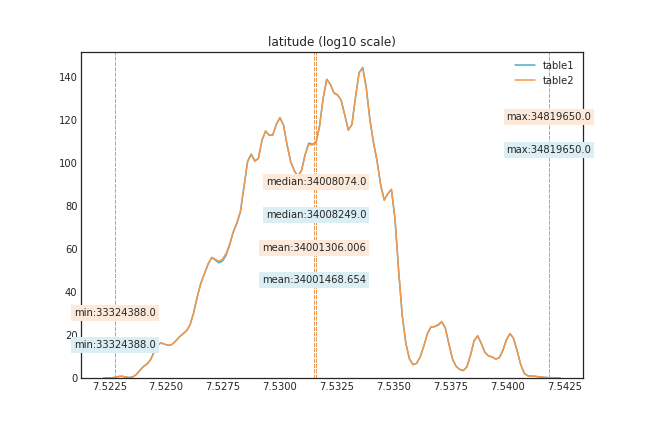 latitude (log10 scale)
table1
table2
140
120
100
80
60
40
20
0
max:34819650.0
max:34819650.0
median:34008074.0
median:34008249.0
mean:34001306.006
mean:34001468.654
min:33324388.0
min:33324388.0
7.5225 7.5250 7.5275 7.5300 7.5325 7.5350 7.5375 7.5400 7.5425